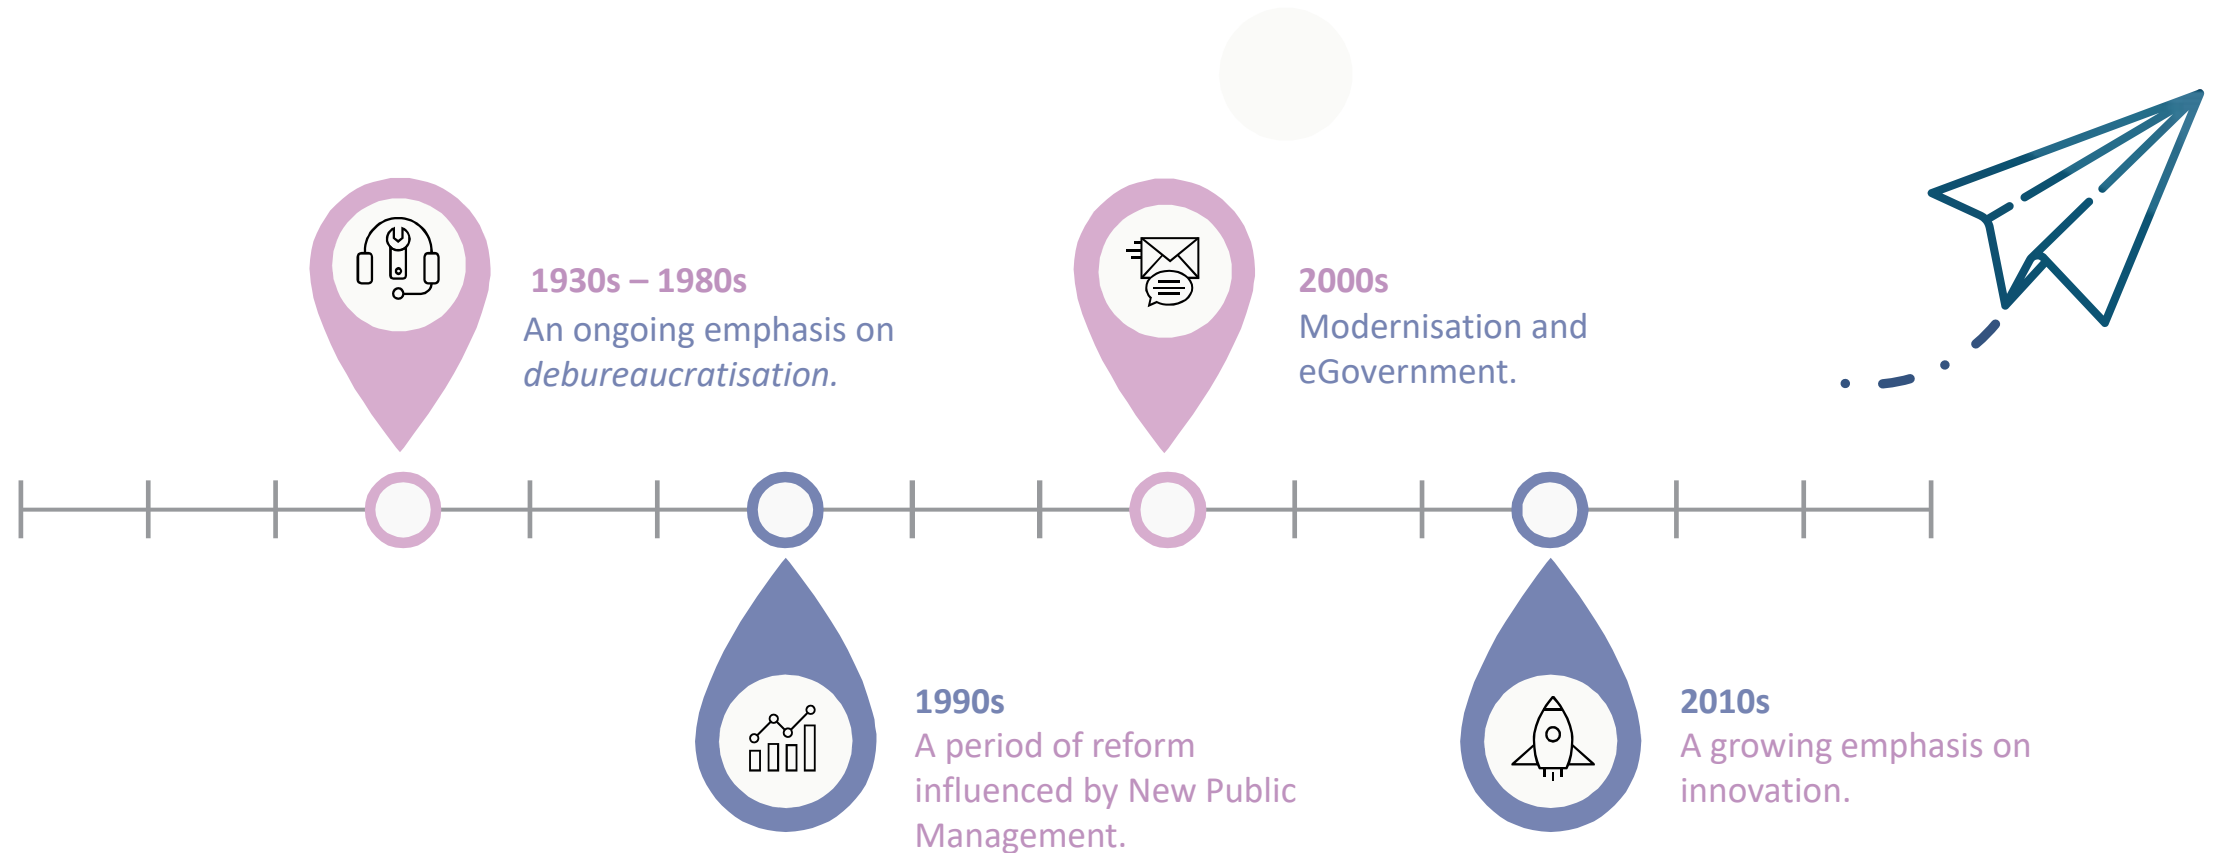 1930s – 1980s
An ongoing emphasis on
debureaucratisation.
1990s
A period of reform
influenced by New Public
Management.
2000s
Modernisation and
eGovernment.
2010s
A growing emphasis on
innovation.